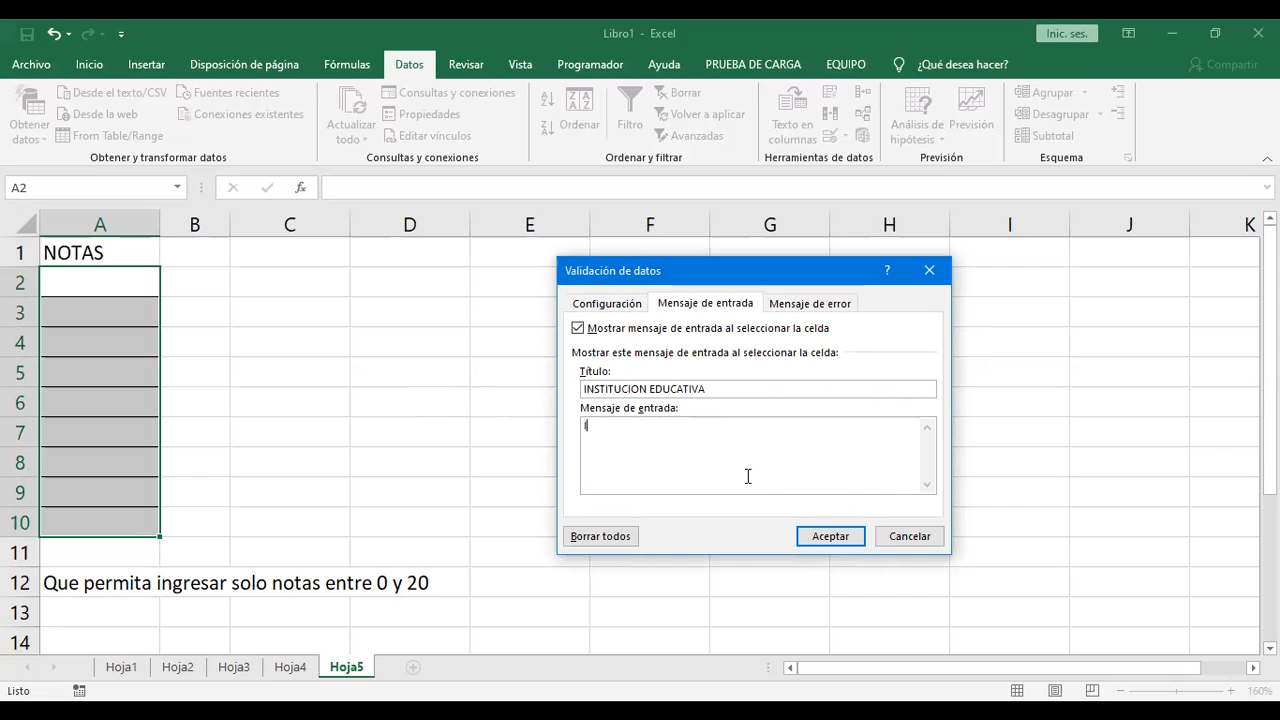 Libro1 - Excel
Inic. ses.
Archivo Inicio Insertar Disposición de página Fórmulas Datos Revisar Vista Programador Ayuda PRUEBA DE CARGA EQUIPO ¿Qué desea hacer? Compartir
Obtener datos
Desde el texto/CSV
Desde la web
From Table/Range
Fuentes recientes
Conexiones existentes
Obtener y transformar datos
Actualizar todo
Consultas y conexiones
Propiedades
Editar vínculos
Consultas y conexiones
Ordenar
Filtro
Borrar
Volver a aplicar
Avanzadas
Ordenar y filtrar
Texto en columnas
Herramientas de datos
Análisis de hipótesis
Previsión
Previsión
Agrupar
Desagrupar
Subtotal
Esquema
A2
fx
A B C D E F G H I J K
1 NOTAS
2
3
4
5
6
7
8
9
10
11
12 Que permita ingresar solo notas entre 0 y 20
13
14
Validación de datos
Configuración Mensaje de entrada Mensaje de error
Mostrar mensaje de entrada al seleccionar la celda
Mostrar este mensaje de entrada al seleccionar la celda:
Título:
INSTITUCION EDUCATIVA
Mensaje de entrada:
I
Borrar todos Aceptar Cancelar
Hoja1 Hoja2 Hoja3 Hoja4 Hoja5
Listo
160%